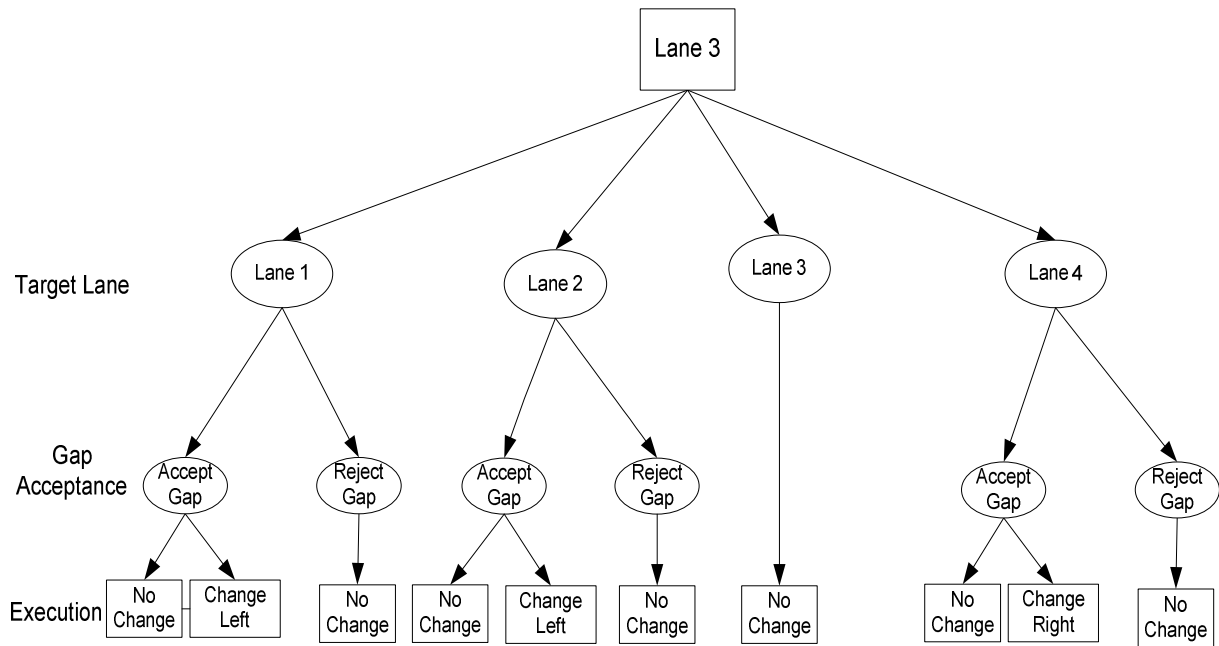 Lane 3
Target Lane
Lane 1
Lane 2
Lane 3
Lane 4
Gap
Acceptance
Accept
Gap
Reject
Gap
Accept
Gap
Reject
Gap
Accept
Gap
Reject
Gap
Execution
No
Change
Change
Left
No
Change
No
Change
Change
Left
No
Change
No
Change
No
Change
Change
Right
No
Change